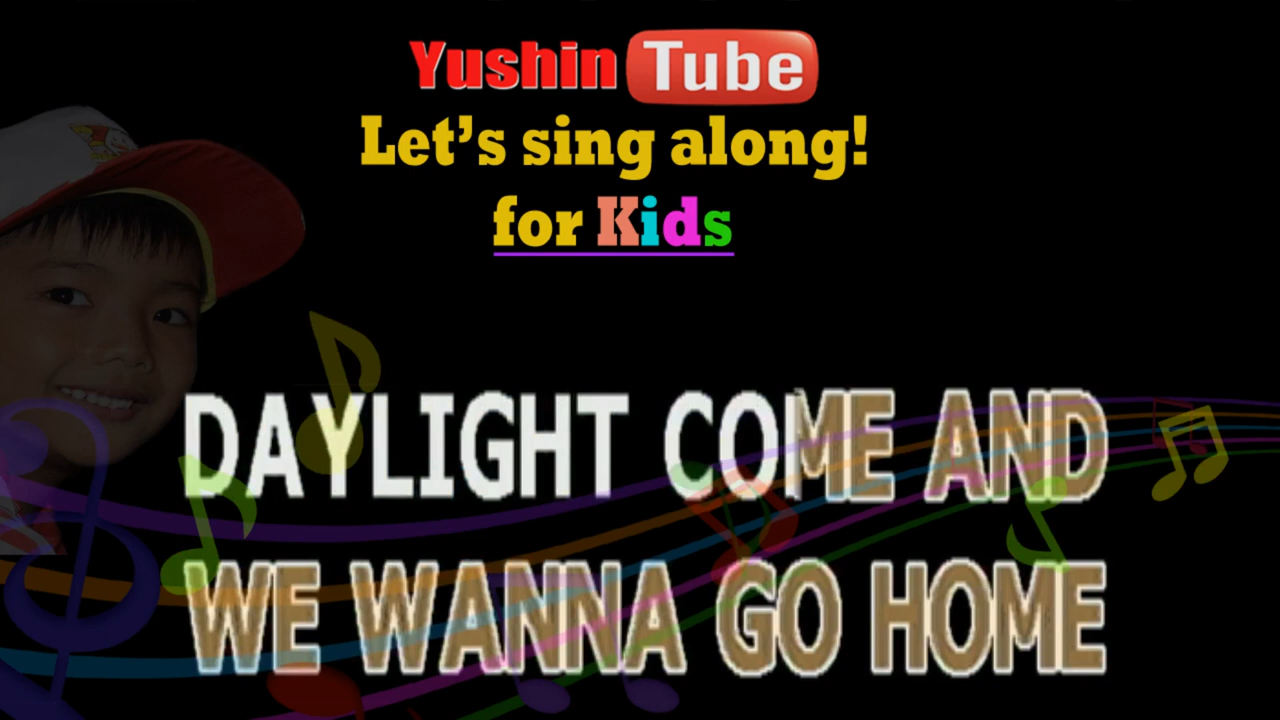 Yushin Tube
Let's sing along!
for Kids
DAYLIGHT COME AND
WE WANNA GO HOME